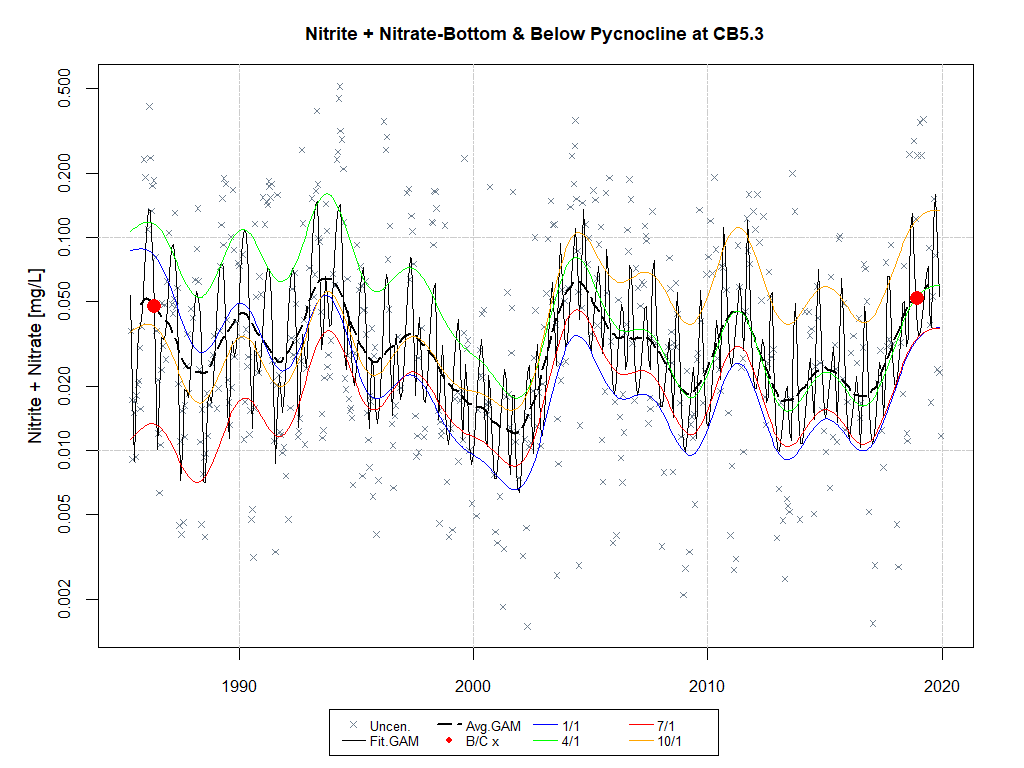 Nitrite + Nitrate-Bottom & Below Pycnocline at CB5.3
Nitrite + Nitrate [mg/L]
0.500
0.200
0.100
0.050
0.020
0.010
0.005
0.002
1990 2000 2010 2020
Uncen. Avg.GAM 1/1 7/1
Fit.GAM B/C x 4/1 10/1